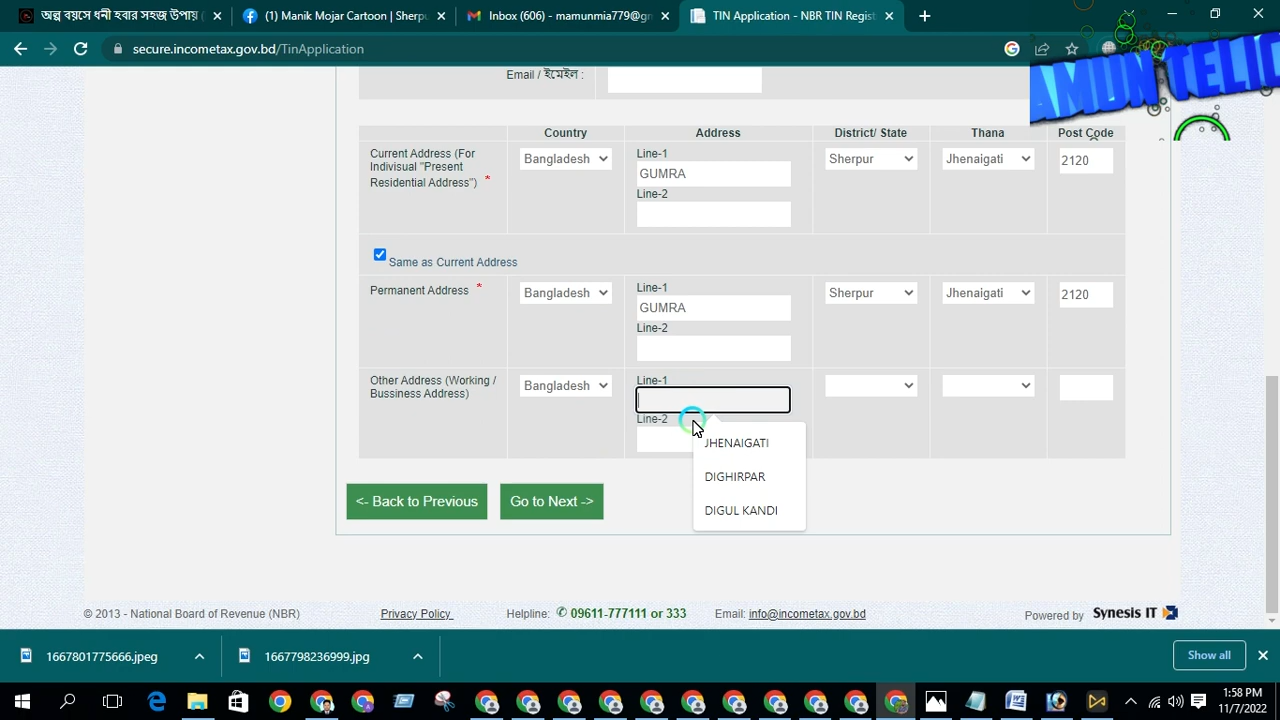 অল্প বয়সে ধনী হবার সহজ উপায় (
(1) Manik Mojar Cartoon | Sherpu
Inbox (606) - mamunmia779@gm
TIN Application - NBR TIN Regist
secure.incometax.gov.bd/TinApplication
AMUN TELIC
Email / ইমেইল :
Country
Address
District/ State
Thana
Post Code
Current Address (For Indivisual "Present Residential Address") *
Bangladesh
Line-1
GUMRA
Line-2
Sherpur
Jhenaigati
2120
Same as Current Address
Permanent Address *
Bangladesh
Line-1
GUMRA
Line-2
Sherpur
Jhenaigati
2120
Other Address (Working / Bussiness Address)
Bangladesh
Line-1
Line-2
JHENAIGATI
DIGHIRPAR
DIGUL KANDI
<- Back to Previous
Go to Next ->
© 2013 - National Board of Revenue (NBR)
Privacy Policy
Helpline: ✆ 09611-777111 or 333
Email: info@incometax.gov.bd
Powered by Synesis IT
1667801775666.jpeg
1667798236999.jpg
Show all
1:58 PM
11/7/2022